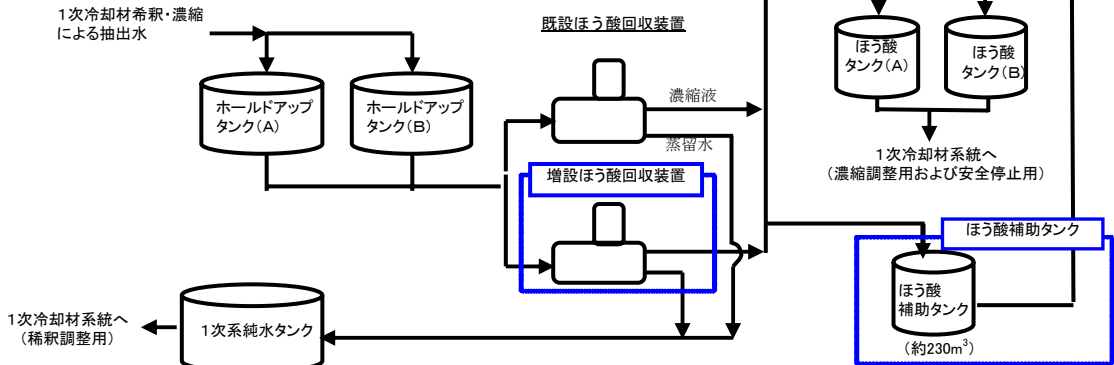 1次冷却材希釈・濃縮
による抽出水
既設ほう酸回収装置
ほう酸
タンク(A)
ほう酸
タンク(B)
ホールドアップ
タンク(A)
ホールドアップ
タンク(B)
濃縮液
蒸留水
1次冷却材系統へ
(濃縮調整用および安全停止用)
増設ほう酸回収装置
ほう酸補助タンク
ほう酸
補助タンク
(約230m³)
1次冷却材系統へ
(稀釈調整用)
1次系純水タンク